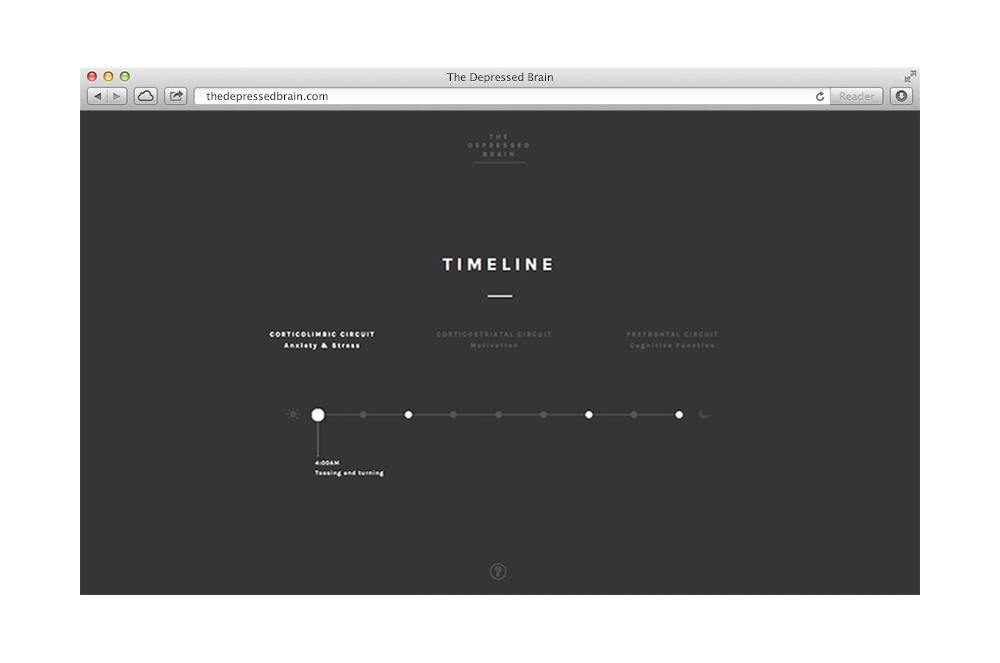 The Depressed Brain
thedepressedbrain.com
Reader
THE
DEPRESSED
BRAIN
TIMELINE
CORTICOLIMBIC CIRCUIT
Anxiety & Stress
CORTICOSTRIATAL CIRCUIT
Motivation
PREFRONTAL CIRCUIT
Cognitive Function
4:00AM
Tossing and turning
?